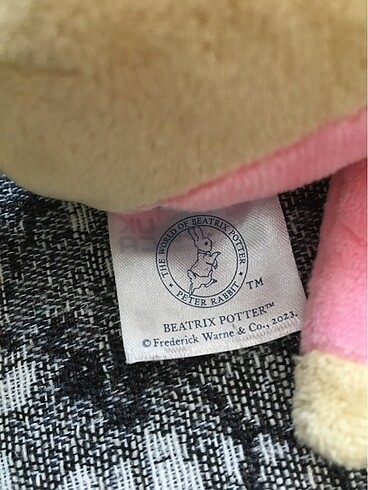 THE WORLD OF BEATRIX POTTER
PETER RABBIT
TM
BEATRIX POTTER™
© Frederick Warne & Co., 2023.